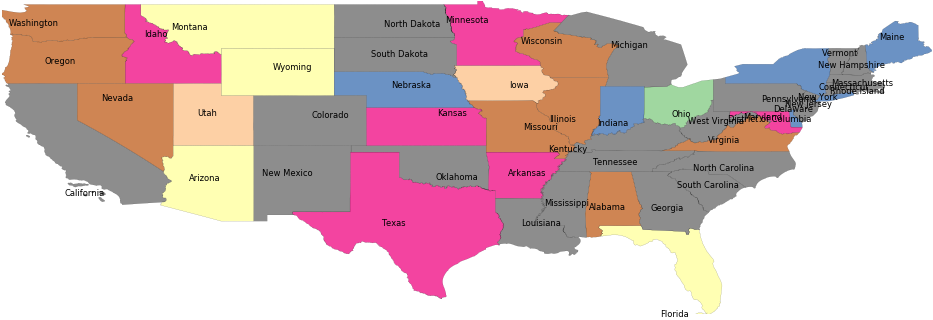 Washington
Oregon
California
Nevada
Idaho
Montana
Wyoming
Utah
Arizona
Colorado
New Mexico
North Dakota
South Dakota
Nebraska
Kansas
Oklahoma
Texas
Minnesota
Iowa
Missouri
Arkansas
Louisiana
Wisconsin
Illinois
Michigan
Indiana
Ohio
Kentucky
Tennessee
Mississippi
Alabama
Georgia
Florida
South Carolina
North Carolina
Virginia
West Virginia
District of Columbia
Maryland
Delaware
Pennsylvania
New Jersey
New York
Connecticut
Rhode Island
Massachusetts
Vermont
New Hampshire
Maine